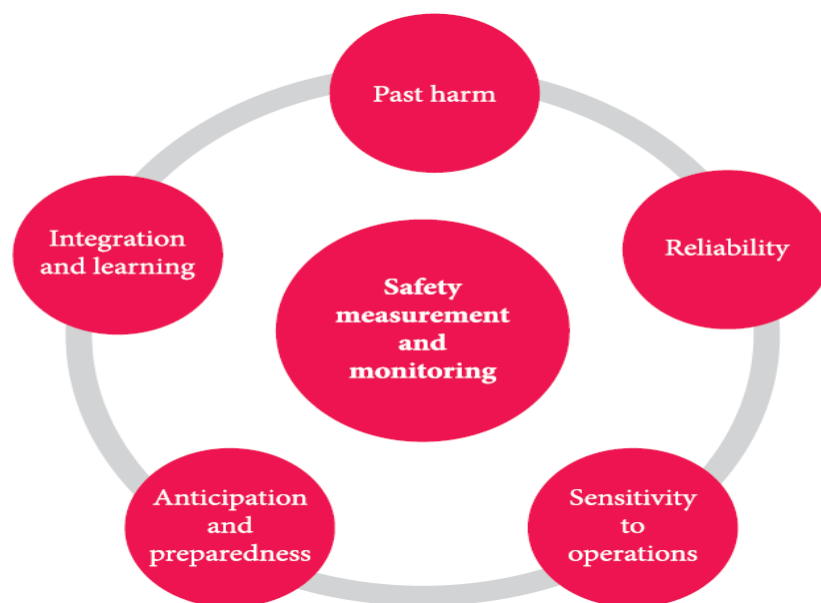 Past harm
Reliability
Sensitivity
to
operations
Anticipation
and
preparedness
Integration
and learning
Safety
measurement
and
monitoring